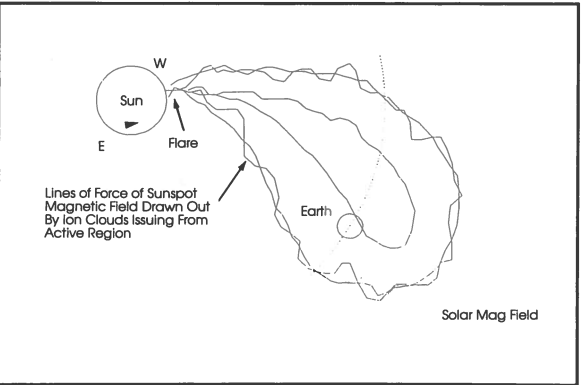 W
Sun
E
Flare
Lines of Force of Sunspot
Magnetic Field Drawn Out
By Ion Clouds Issuing From
Active Region
Earth
Solar Mag Field